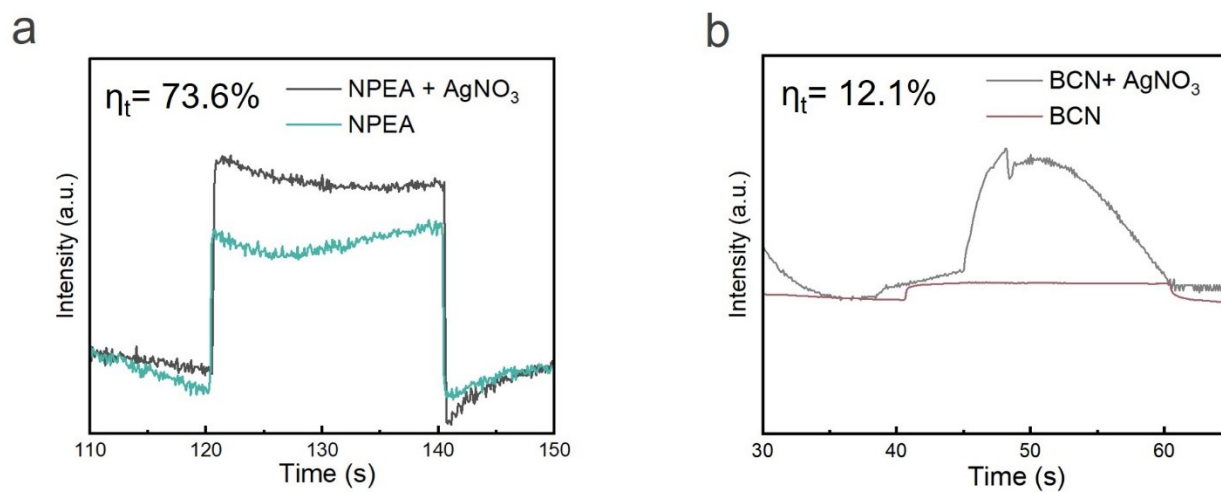 a
ηt= 73.6%
NPEA + AgNO3
NPEA
Intensity (a.u.)
110 120 130 140 150
Time (s)
b
ηt= 12.1%
BCN+ AgNO3
BCN
Intensity (a.u.)
30 40 50 60
Time (s)